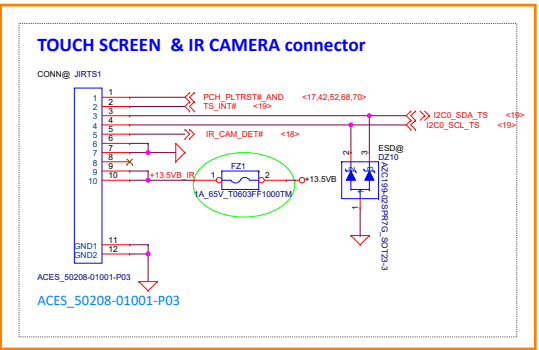 TOUCH SCREEN & IR CAMERA connector
CONN@ JIRTS1
1 1 PCH_PLTRST#_AND <17,42,52,68,70>
2 2 TS_INT# <19>
3 3 I2C0_SDA_TS <19>
4 4 I2C0_SCL_TS <19>
5 5 IR_CAM_DET# <18>
6 6
7 7
8 8
9 9
10 10 +13.5VB_IR 1 FZ1 2 +13.5VB
1A_65V_T0603FF1000TM
ESD@
DZ10
2 3
1
AZC199-02SPR7G_SOT23-3
GND1 11
GND2 12
ACES_50208-01001-P03
ACES_50208-01001-P03